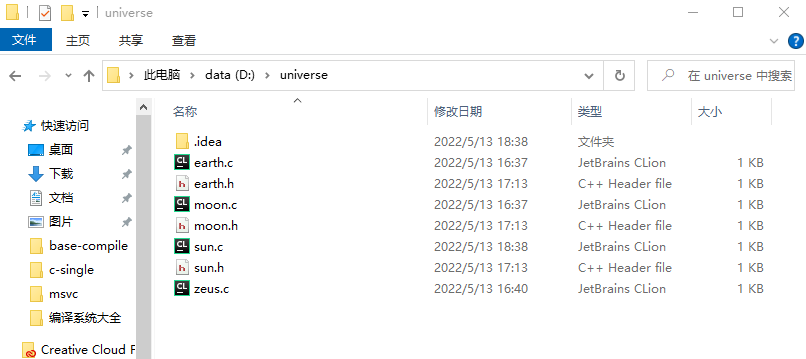 universe
文件 主页 共享 查看
此电脑 data (D:) universe 在 universe 中搜索
名称 修改日期 类型 大小
快速访问
桌面
下载
文档
图片
base-compile
c-single
msvc
编译系统大全
Creative Cloud F
.idea 2022/5/13 18:38 文件夹
earth.c 2022/5/13 16:37 JetBrains CLion 1 KB
earth.h 2022/5/13 17:13 C++ Header file 1 KB
moon.c 2022/5/13 16:37 JetBrains CLion 1 KB
moon.h 2022/5/13 17:13 C++ Header file 1 KB
sun.c 2022/5/13 18:38 JetBrains CLion 1 KB
sun.h 2022/5/13 17:13 C++ Header file 1 KB
zeus.c 2022/5/13 16:40 JetBrains CLion 1 KB